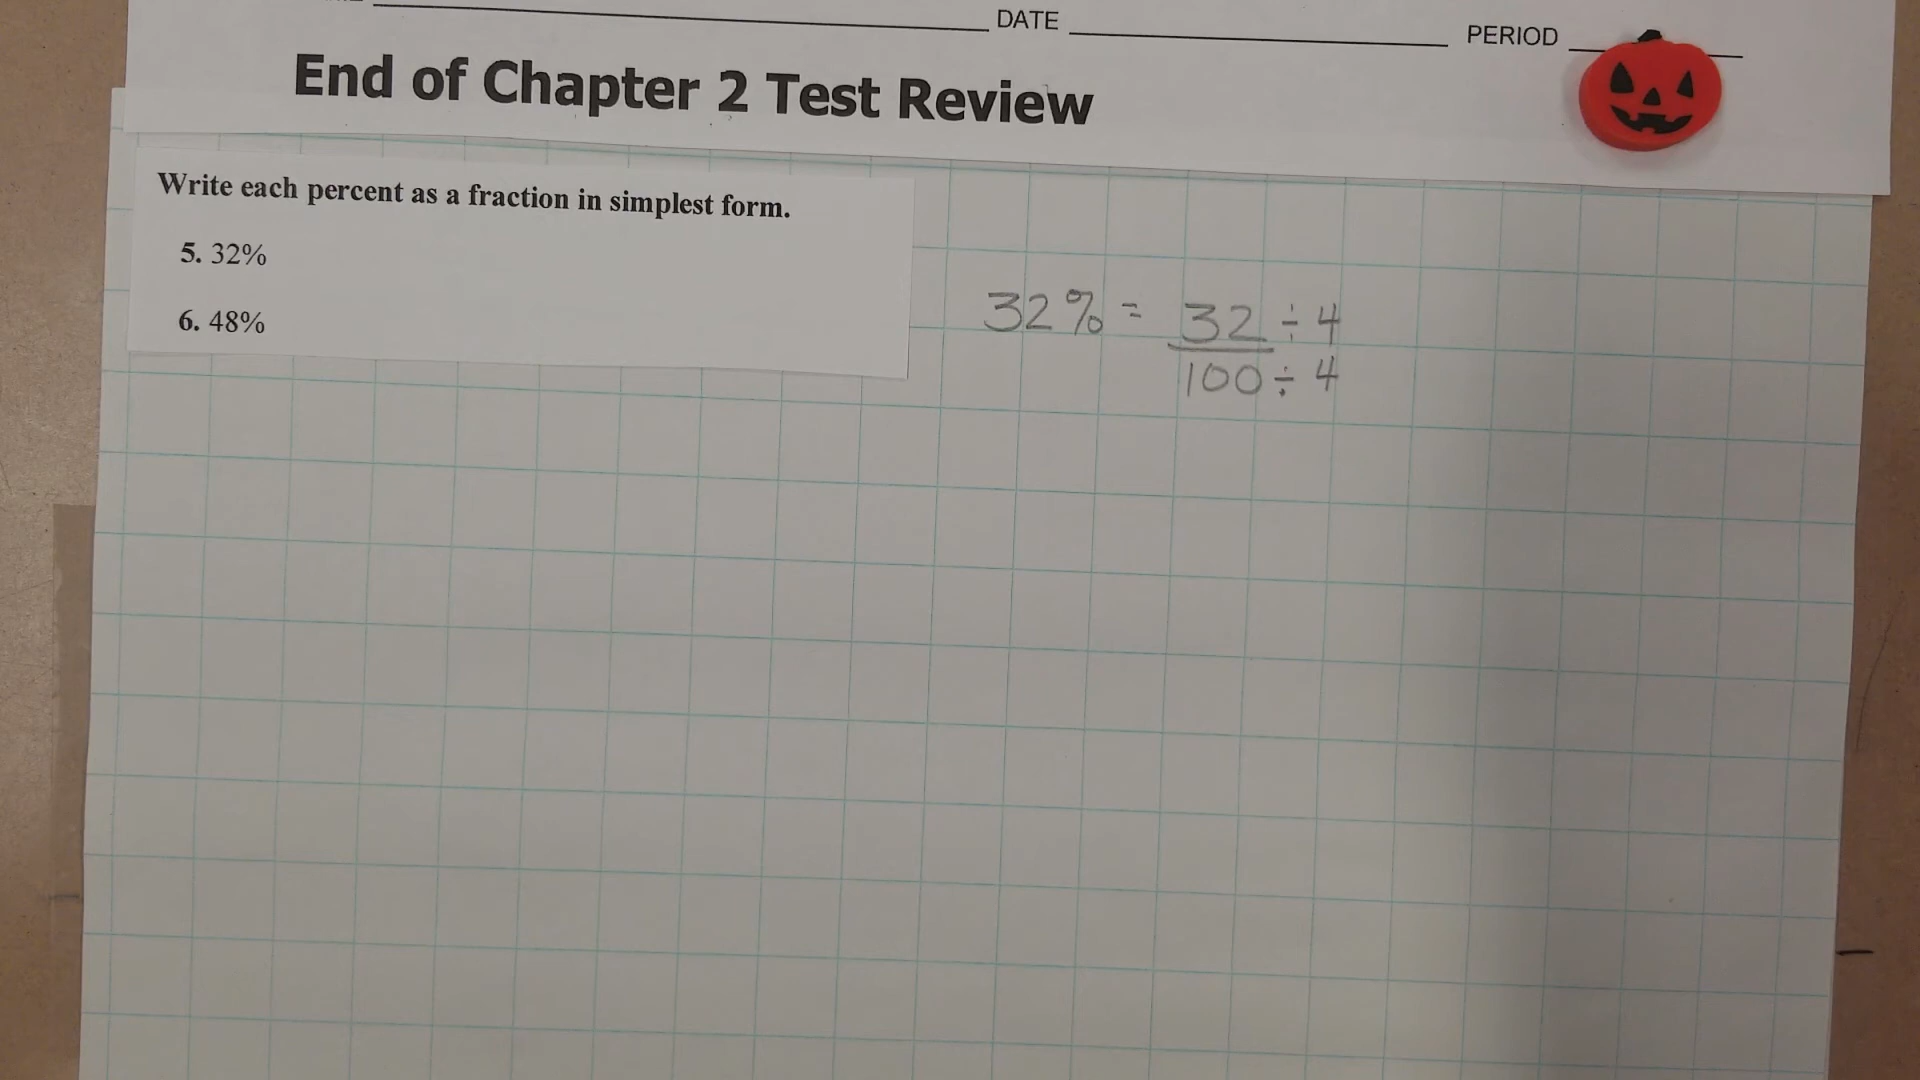 DATE PERIOD
End of Chapter 2 Test Review
Write each percent as a fraction in simplest form.
5. 32%
6. 48%
32% = 32 ÷ 4
100 ÷ 4